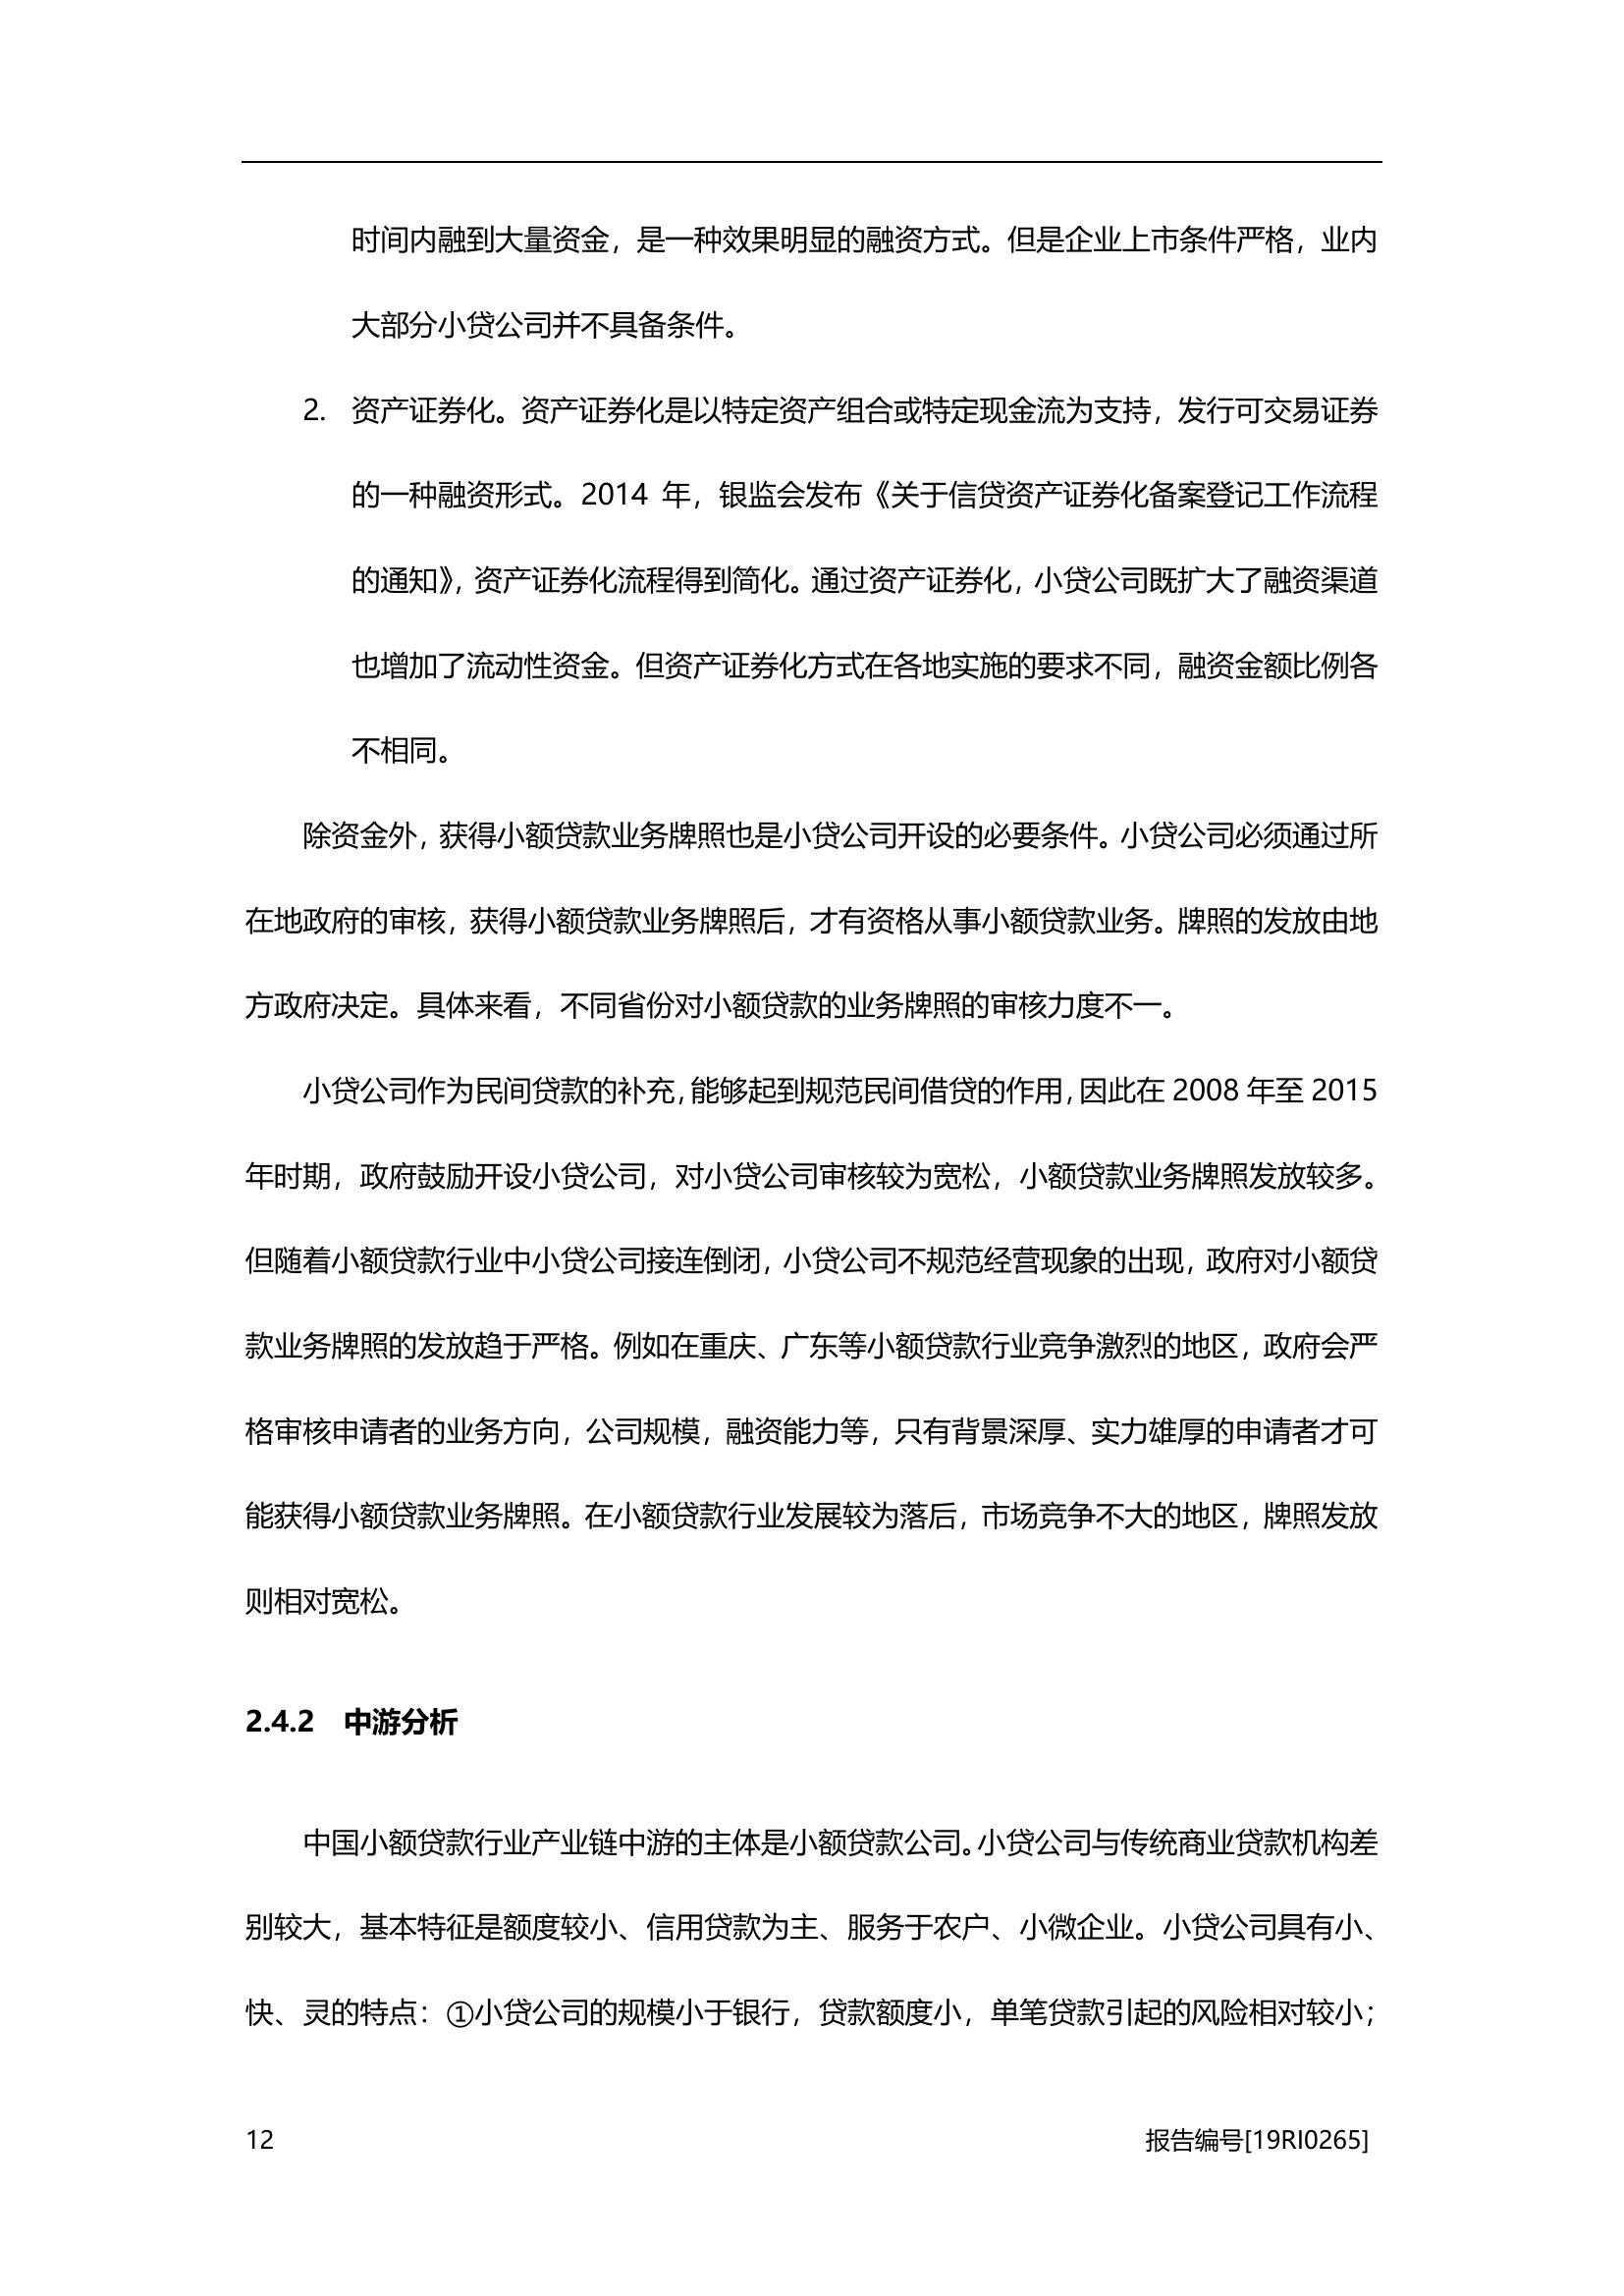 时间内融到大量资金，是一种效果明显的融资方式。但是企业上市条件严格，业内
大部分小贷公司并不具备条件。
2. 资产证券化。资产证券化是以特定资产组合或特定现金流为支持，发行可交易证券
的一种融资形式。2014 年，银监会发布《关于信贷资产证券化备案登记工作流程
的通知》，资产证券化流程得到简化。通过资产证券化，小贷公司既扩大了融资渠道
也增加了流动性资金。但资产证券化方式在各地实施的要求不同，融资金额比例各
不相同。
除资金外，获得小额贷款业务牌照也是小贷公司开设的必要条件。小贷公司必须通过所
在地政府的审核，获得小额贷款业务牌照后，才有资格从事小额贷款业务。牌照的发放由地
方政府决定。具体来看，不同省份对小额贷款的业务牌照的审核力度不一。
小贷公司作为民间贷款的补充，能够起到规范民间借贷的作用，因此在 2008 年至 2015
年时期，政府鼓励开设小贷公司，对小贷公司审核较为宽松，小额贷款业务牌照发放较多。
但随着小额贷款行业中小贷公司接连倒闭，小贷公司不规范经营现象的出现，政府对小额贷
款业务牌照的发放趋于严格。例如在重庆、广东等小额贷款行业竞争激烈的地区，政府会严
格审核申请者的业务方向，公司规模，融资能力等，只有背景深厚、实力雄厚的申请者才可
能获得小额贷款业务牌照。在小额贷款行业发展较为落后，市场竞争不大的地区，牌照发放
则相对宽松。
2.4.2 中游分析
中国小额贷款行业产业链中游的主体是小额贷款公司。小贷公司与传统商业贷款机构差
别较大，基本特征是额度较小、信用贷款为主、服务于农户、小微企业。小贷公司具有小、
快、灵的特点：①小贷公司的规模小于银行，贷款额度小，单笔贷款引起的风险相对较小；
12 报告编号[19RI0265]